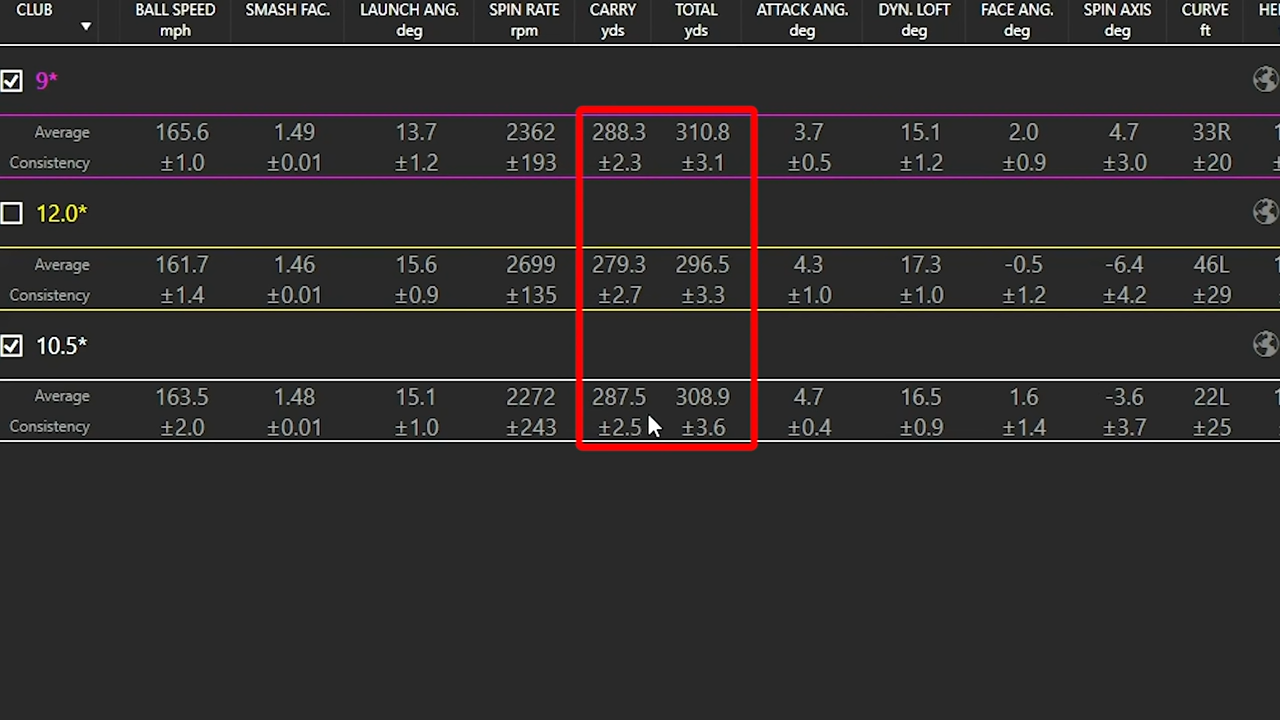 CLUB BALL SPEED SMASH FAC. LAUNCH ANG. SPIN RATE CARRY TOTAL ATTACK ANG. DYN. LOFT FACE ANG. SPIN AXIS CURVE
mph deg rpm yds yds deg deg deg deg ft
9*
Average 165.6 1.49 13.7 2362 288.3 310.8 3.7 15.1 2.0 4.7 33R
Consistency ±1.0 ±0.01 ±1.2 ±193 ±2.3 ±3.1 ±0.5 ±1.2 ±0.9 ±3.0 ±20
12.0*
Average 161.7 1.46 15.6 2699 279.3 296.5 4.3 17.3 -0.5 -6.4 46L
Consistency ±1.4 ±0.01 ±0.9 ±135 ±2.7 ±3.3 ±1.0 ±1.0 ±1.2 ±4.2 ±29
10.5*
Average 163.5 1.48 15.1 2272 287.5 308.9 4.7 16.5 1.6 -3.6 22L
Consistency ±2.0 ±0.01 ±1.0 ±243 ±2.5 ±3.6 ±0.4 ±0.9 ±1.4 ±3.7 ±25